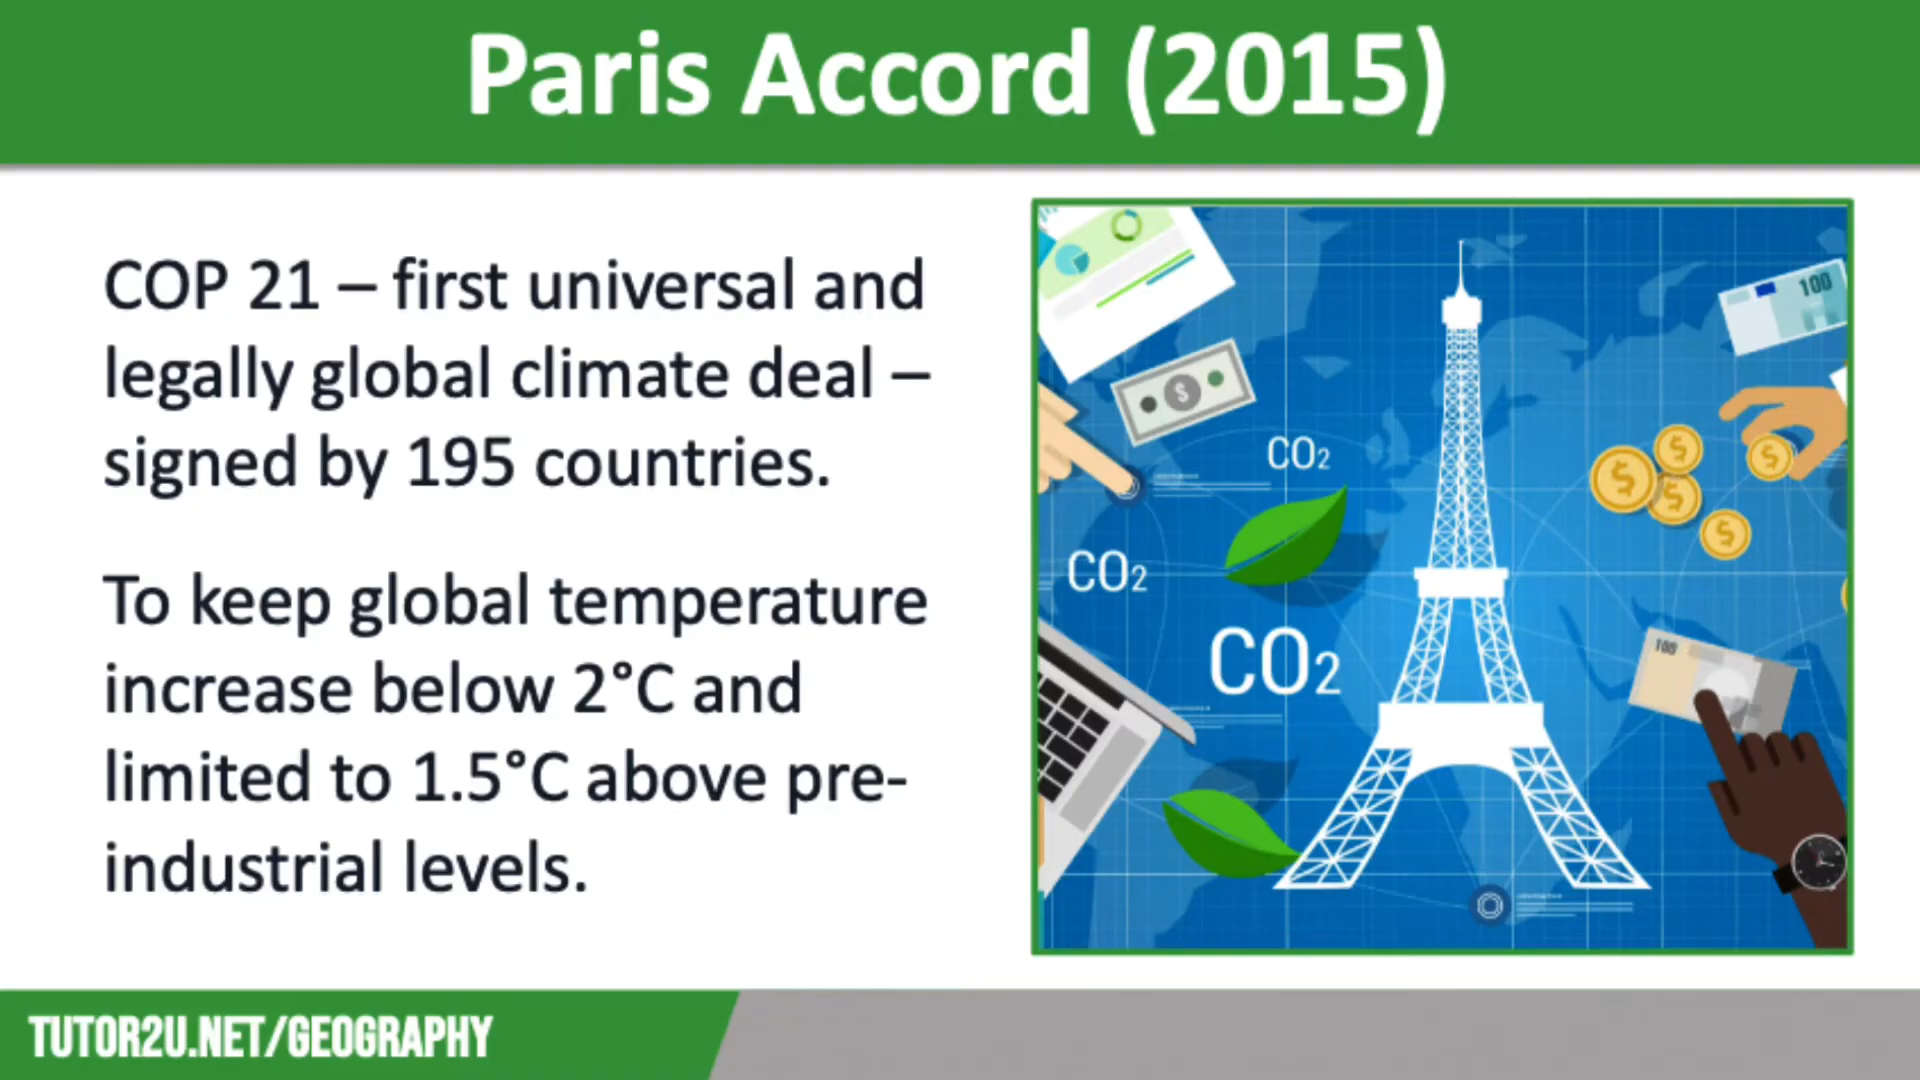 Paris Accord (2015)
COP 21 – first universal and
legally global climate deal –
signed by 195 countries.
To keep global temperature
increase below 2°C and
limited to 1.5°C above pre-
industrial levels.
$
100
CO2
$
$
$
$
$
CO2
CO2
100
TUTOR2U.NET/GEOGRAPHY